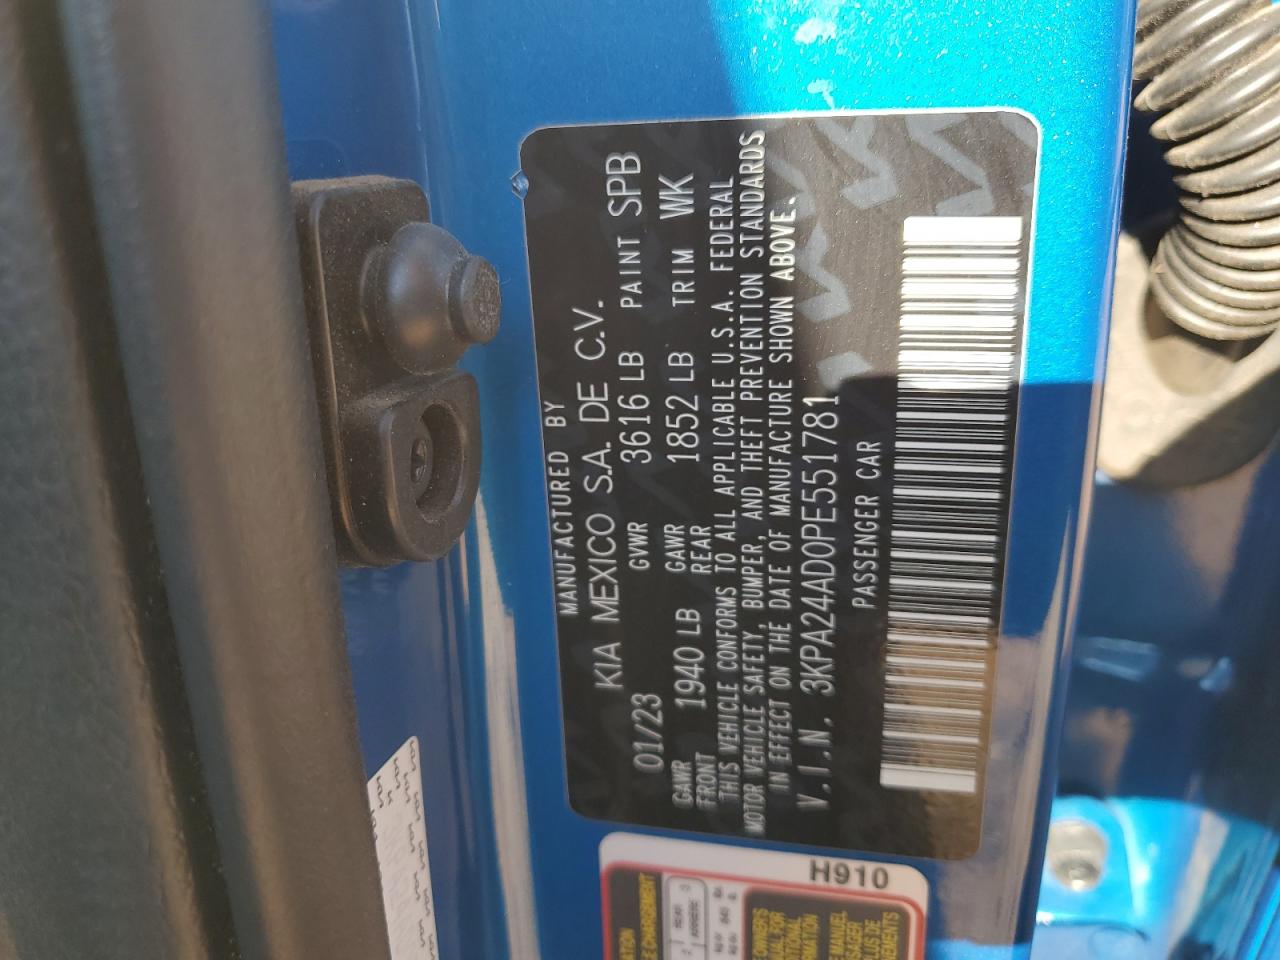 MANUFACTURED BY
KIA MEXICO S.A. DE C.V.
01/23 GVWR 3616 LB PAINT SPB
GAWR FRONT 1940 LB GAWR REAR 1852 LB TRIM WK
THIS VEHICLE CONFORMS TO ALL APPLICABLE U.S.A. FEDERAL
MOTOR VEHICLE SAFETY, BUMPER, AND THEFT PREVENTION STANDARDS
IN EFFECT ON THE DATE OF MANUFACTURE SHOWN ABOVE.
V.I.N. 3KPA24AD0PE551781
PASSENGER CAR
H910